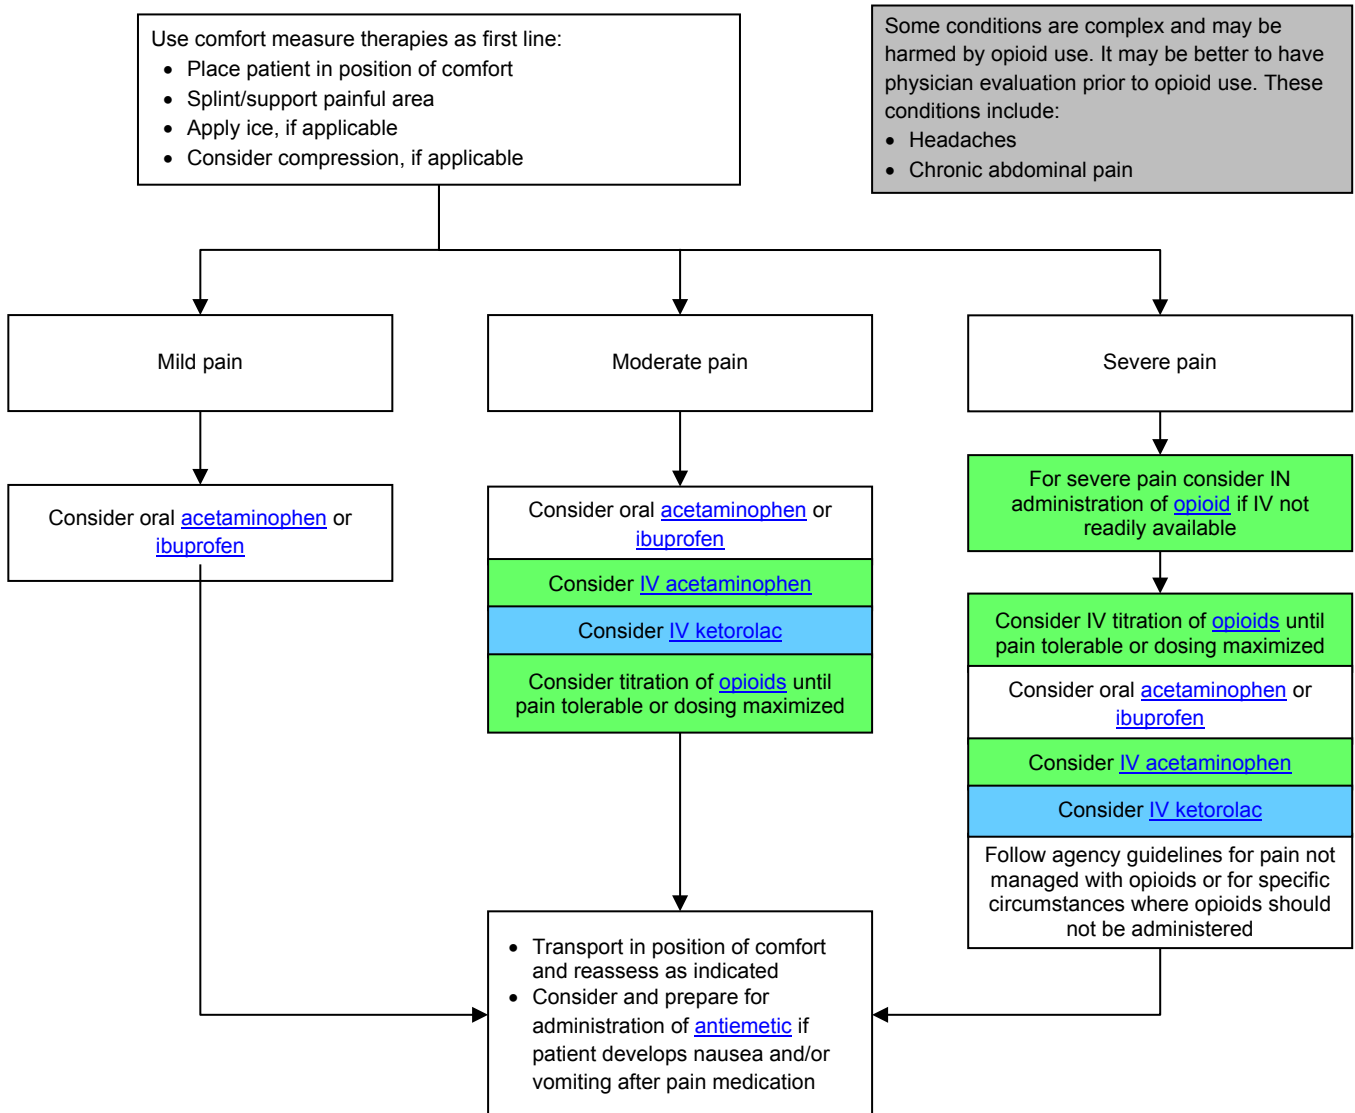 Use comfort measure therapies as first line:
• Place patient in position of comfort
• Splint/support painful area
• Apply ice, if applicable
• Consider compression, if applicable
Some conditions are complex and may be
harmed by opioid use. It may be better to have
physician evaluation prior to opioid use. These
conditions include:
• Headaches
• Chronic abdominal pain
Mild pain
Moderate pain
Severe pain
Consider oral acetaminophen or
ibuprofen
Consider oral acetaminophen or
ibuprofen
Consider IV acetaminophen
Consider IV ketorolac
Consider titration of opioids until
pain tolerable or dosing maximized
For severe pain consider IN
administration of opioid if IV not
readily available
Consider IV titration of opioids until
pain tolerable or dosing maximized
Consider oral acetaminophen or
ibuprofen
Consider IV acetaminophen
Consider IV ketorolac
Follow agency guidelines for pain not
managed with opioids or for specific
circumstances where opioids should
not be administered
• Transport in position of comfort
and reassess as indicated
• Consider and prepare for
administration of antiemetic if
patient develops nausea and/or
vomiting after pain medication